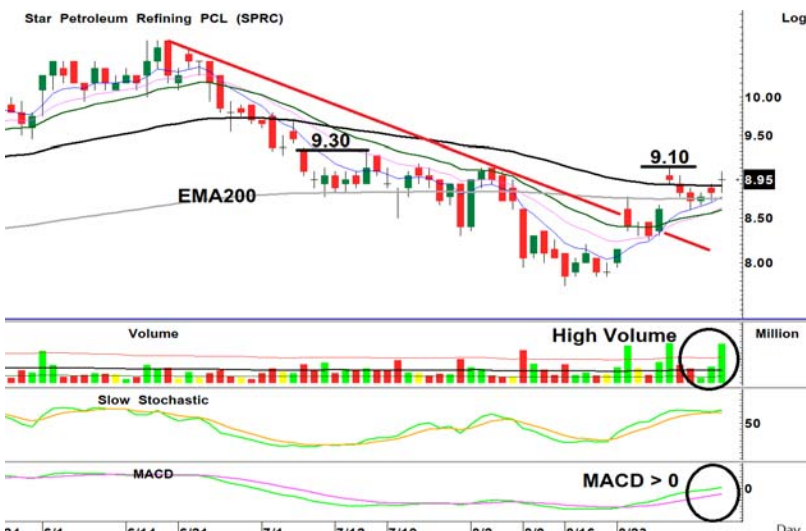 Star Petroleum Refining PCL (SPRC)
Log
10.00
9.50
9.30
9.10
8.95
EMA200
8.50
8.00
Volume
High Volume
Million
Slow Stochastic
50
MACD
MACD > 0
0
6/1
6/14
6/21
7/1
7/12
7/19
8/2
8/9
8/16
8/23
Day